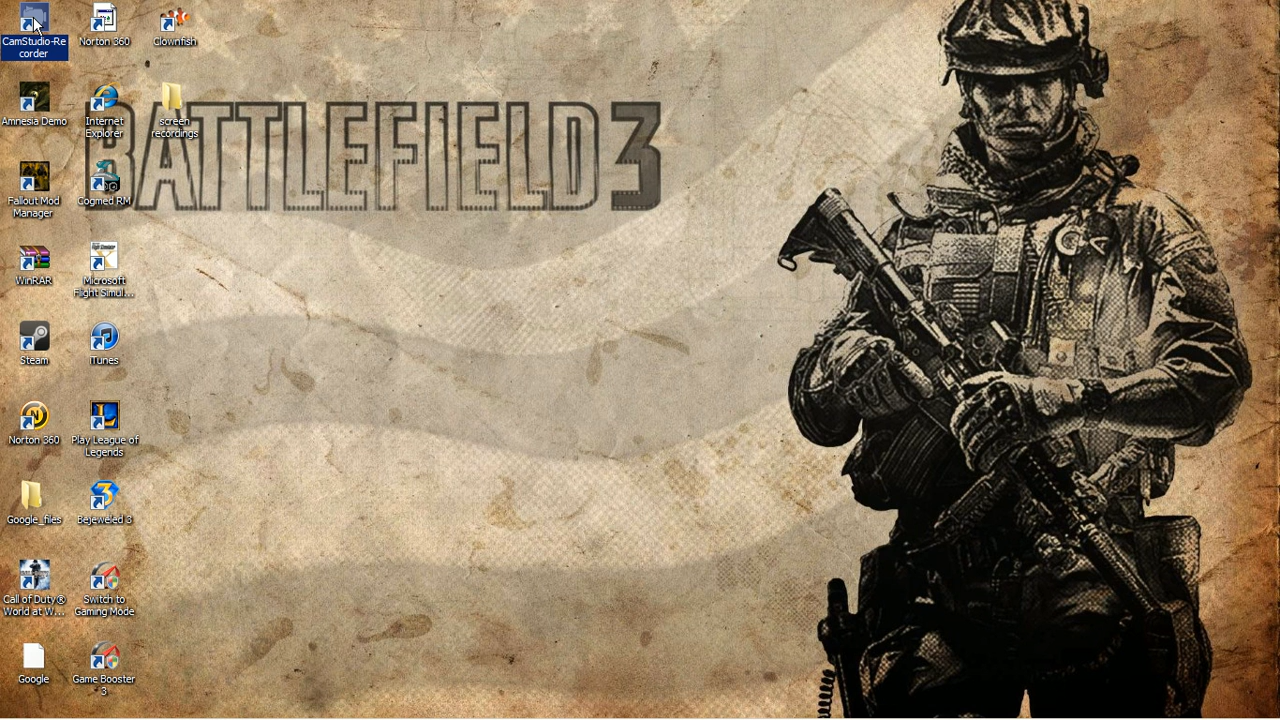 CamStudio-Re
corder
Norton 360
Clownfish
Amnesia Demo
Internet
Explorer
screen
recordings
BATTLEFIELD 3
Fallout Mod
Manager
Cogmed RM
WinRAR
Microsoft
Flight Simul...
Steam
iTunes
Norton 360
Play League of
Legends
Google_files
Bejeweled 3
Call of Duty®
World at W...
Switch to
Gaming Mode
Google
Game Booster
3